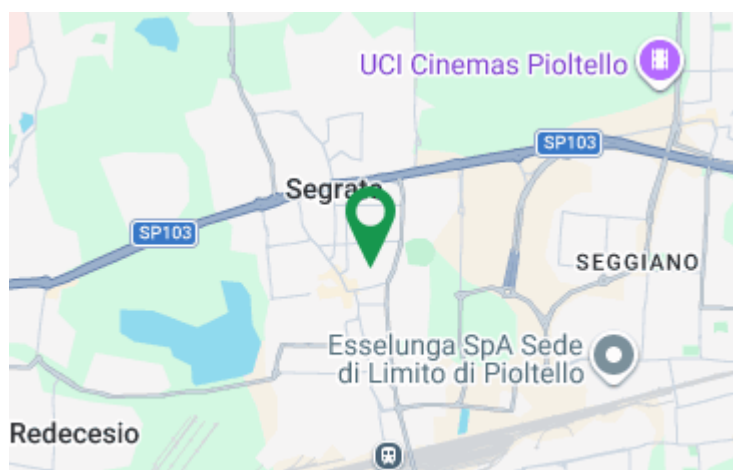 UCI Cinemas Pioltello
SP103
Segrate
SP103
SEGGIANO
Esselunga SpA Sede
di Limito di Pioltello
Redecesio